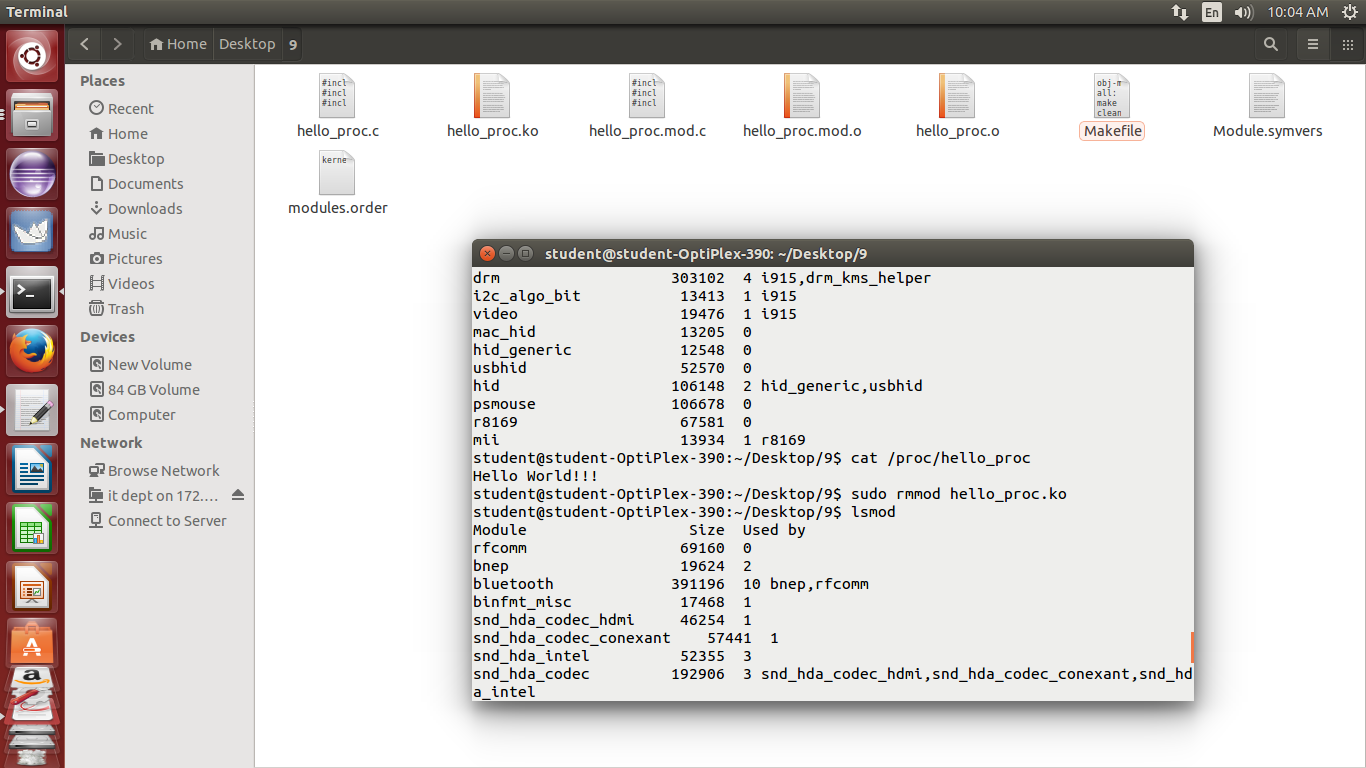 Terminal
En
10:04 AM
Home
Desktop
9
Places
Recent
Home
Desktop
Documents
Downloads
Music
Pictures
Videos
Trash
Devices
New Volume
84 GB Volume
Computer
Network
Browse Network
it dept on 172....
Connect to Server
#incl
#incl
#incl
hello_proc.c
hello_proc.ko
#incl
#incl
#incl
hello_proc.mod.c
hello_proc.mod.o
hello_proc.o
obj-m
all:
make
clean
Makefile
Module.symvers
kerne
modules.order
student@student-OptiPlex-390: ~/Desktop/9
drm 303102 4 i915,drm_kms_helper
i2c_algo_bit 13413 1 i915
video 19476 1 i915
mac_hid 13205 0
hid_generic 12548 0
usbhid 52570 0
hid 106148 2 hid_generic,usbhid
psmouse 106678 0
r8169 67581 0
mii 13934 1 r8169
student@student-OptiPlex-390:~/Desktop/9$ cat /proc/hello_proc
Hello World!!!
student@student-OptiPlex-390:~/Desktop/9$ sudo rmmod hello_proc.ko
student@student-OptiPlex-390:~/Desktop/9$ lsmod
Module Size Used by
rfcomm 69160 0
bnep 19624 2
bluetooth 391196 10 bnep,rfcomm
binfmt_misc 17468 1
snd_hda_codec_hdmi 46254 1
snd_hda_codec_conexant 57441 1
snd_hda_intel 52355 3
snd_hda_codec 192906 3 snd_hda_codec_hdmi,snd_hda_codec_conexant,snd_hd
a_intel